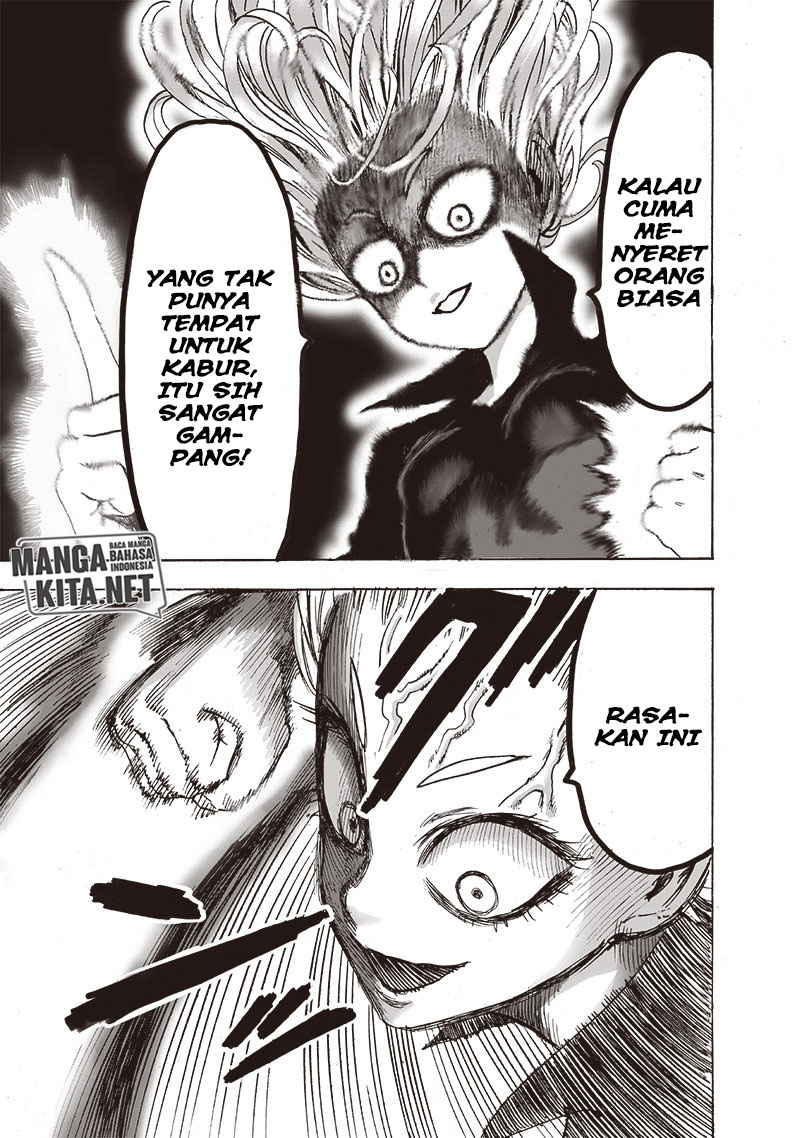 KALAU
CUMA
ME-
NYERET
ORANG
BIASA
YANG TAK
PUNYA
TEMPAT
UNTUK
KABUR,
ITU SIH
SANGAT
GAM-
PANG!
MANGA
KITA.NET
BACA MANGA
BAHASA
INDONESIA
RASA-
KAN INI